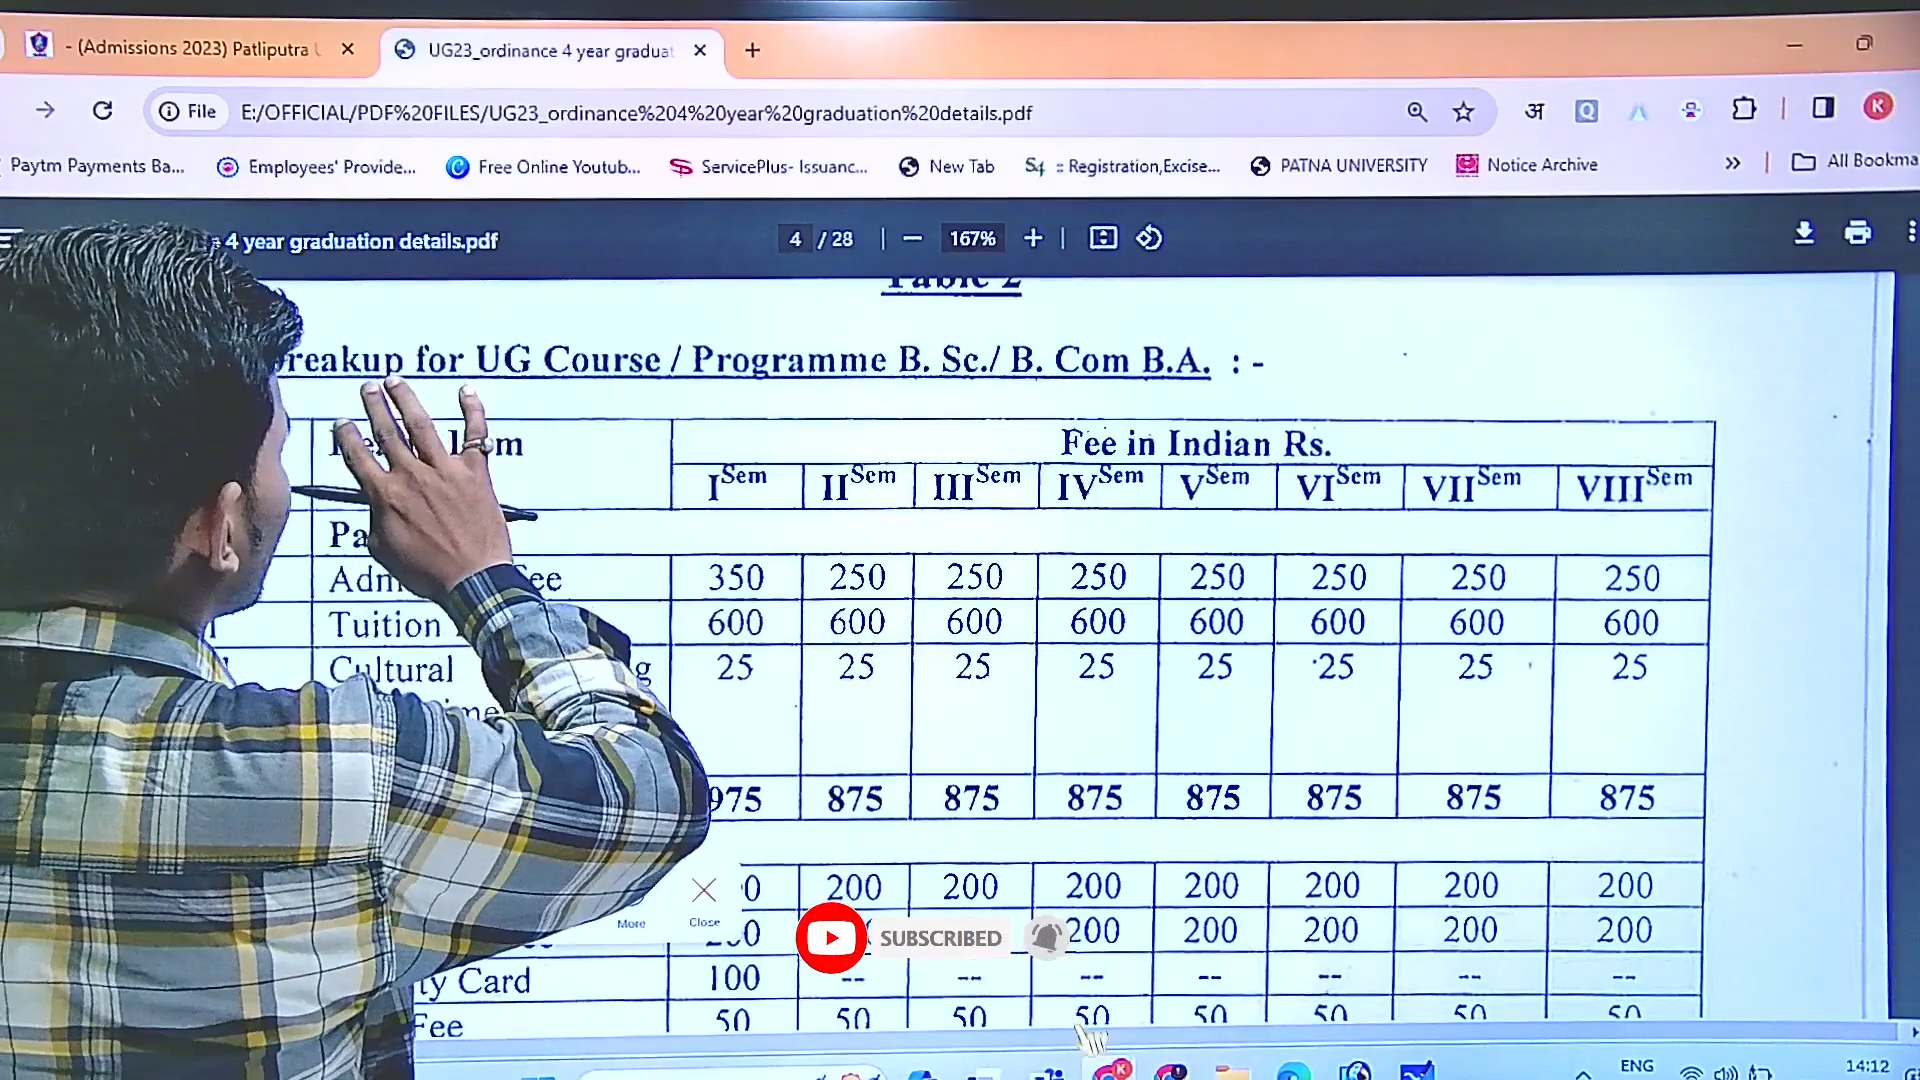 - (Admissions 2023) Patliputra
UG23_ordinance 4 year graduat
File E:/OFFICIAL/PDF%20FILES/UG23_ordinance%204%20year%20graduation%20details.pdf
अ Q K
Paytm Payments Ba... Employees' Provide... Free Online Youtub... ServicePlus- Issuanc... New Tab S4 :: Registration,Excise... PATNA UNIVERSITY Notice Archive » All Bookma
4 year graduation details.pdf 4 / 28 167%
Table 2
reakup for UG Course / Programme B. Sc./ B. Com B.A. : -
Fee in Indian Rs.
I Sem II Sem III Sem IV Sem V Sem VI Sem VII Sem VIII Sem
350 250 250 250 250 250 250 250
Tuition 600 600 600 600 600 600 600 600
Cultural 25 25 25 25 25 25 25 25
975 875 875 875 875 875 875 875
200 200 200 200 200 200 200
200 200 200 200 200
More Close
SUBSCRIBED
Card 100 -- -- -- -- -- -- --
Fee 50 50 50 50 50 50 50 50
ENG 14:12